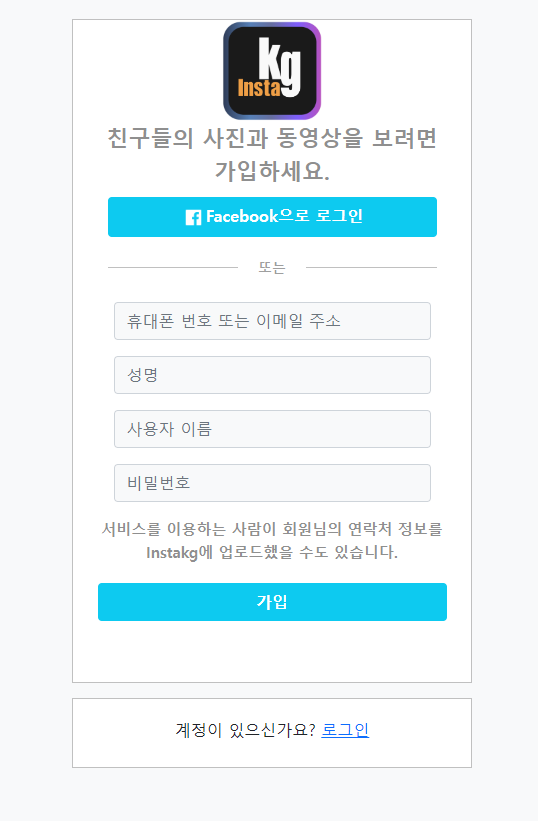 kg
Insta
친구들의 사진과 동영상을 보려면
가입하세요.
Facebook으로 로그인
또는
휴대폰 번호 또는 이메일 주소
성명
사용자 이름
비밀번호
서비스를 이용하는 사람이 회원님의 연락처 정보를
Instakg에 업로드했을 수도 있습니다.
가입
계정이 있으신가요? 로그인